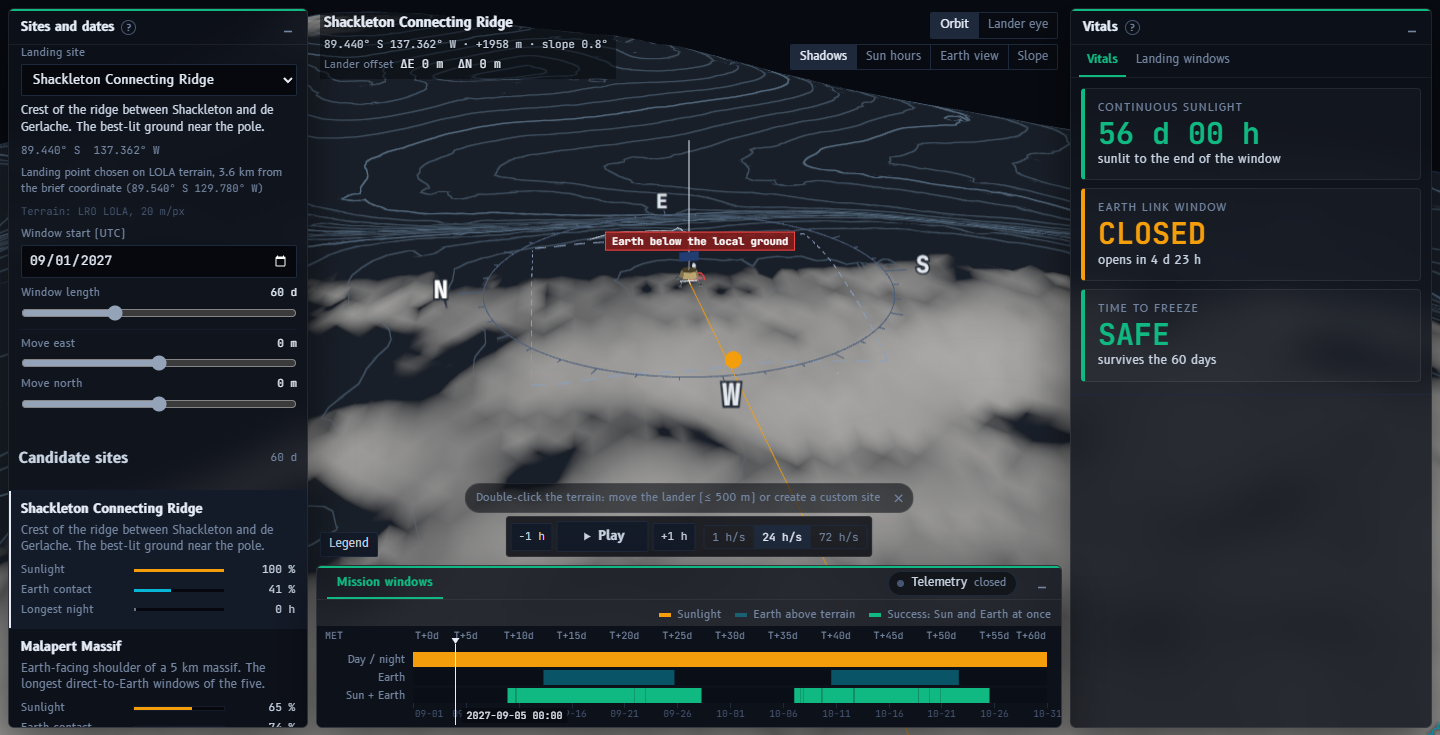 Sites and dates ?
Landing site
Shackleton Connecting Ridge
Crest of the ridge between Shackleton and de
Gerlache. The best-lit ground near the pole.
89.440° S 137.362° W
Landing point chosen on LOLA terrain, 3.6 km from
the brief coordinate (89.540° S 129.780° W)
Terrain: LRO LOLA, 20 m/px
Window start (UTC)
09/01/2027
Window length 60 d
Move east 0 m
Move north 0 m
Candidate sites 60 d
Shackleton Connecting Ridge
Crest of the ridge between Shackleton and de
Gerlache. The best-lit ground near the pole.
Sunlight 100 %
Earth contact 41 %
Longest night 0 h
Malapert Massif
Earth-facing shoulder of a 5 km massif. The
longest direct-to-Earth windows of the five.
Sunlight 65 %
Earth contact 74 %
Shackleton Connecting Ridge
89.440° S 137.362° W · +1958 m · slope 0.8°
Lander offset ΔE 0 m ΔN 0 m
Orbit Lander eye
Shadows Sun hours Earth view Slope
E
Earth below the local ground
S
N
W
Double-click the terrain: move the lander (≤ 500 m) or create a custom site ×
-1 h Play +1 h 1 h/s 24 h/s 72 h/s
Legend
Mission windows
Telemetry closed
Sunlight Earth above terrain Success: Sun and Earth at once
MET T+0d T+5d T+10d T+15d T+20d T+25d T+30d T+35d T+40d T+45d T+50d T+55d T+60d
Day / night
Earth
Sun + Earth
09-01 2027-09-05 00:00 -16 09-21 09-26 10-01 10-06 10-11 10-16 10-21 10-26 10-31
Vitals ?
Vitals Landing windows
CONTINUOUS SUNLIGHT
56 d 00 h
sunlit to the end of the window
EARTH LINK WINDOW
CLOSED
opens in 4 d 23 h
TIME TO FREEZE
SAFE
survives the 60 days